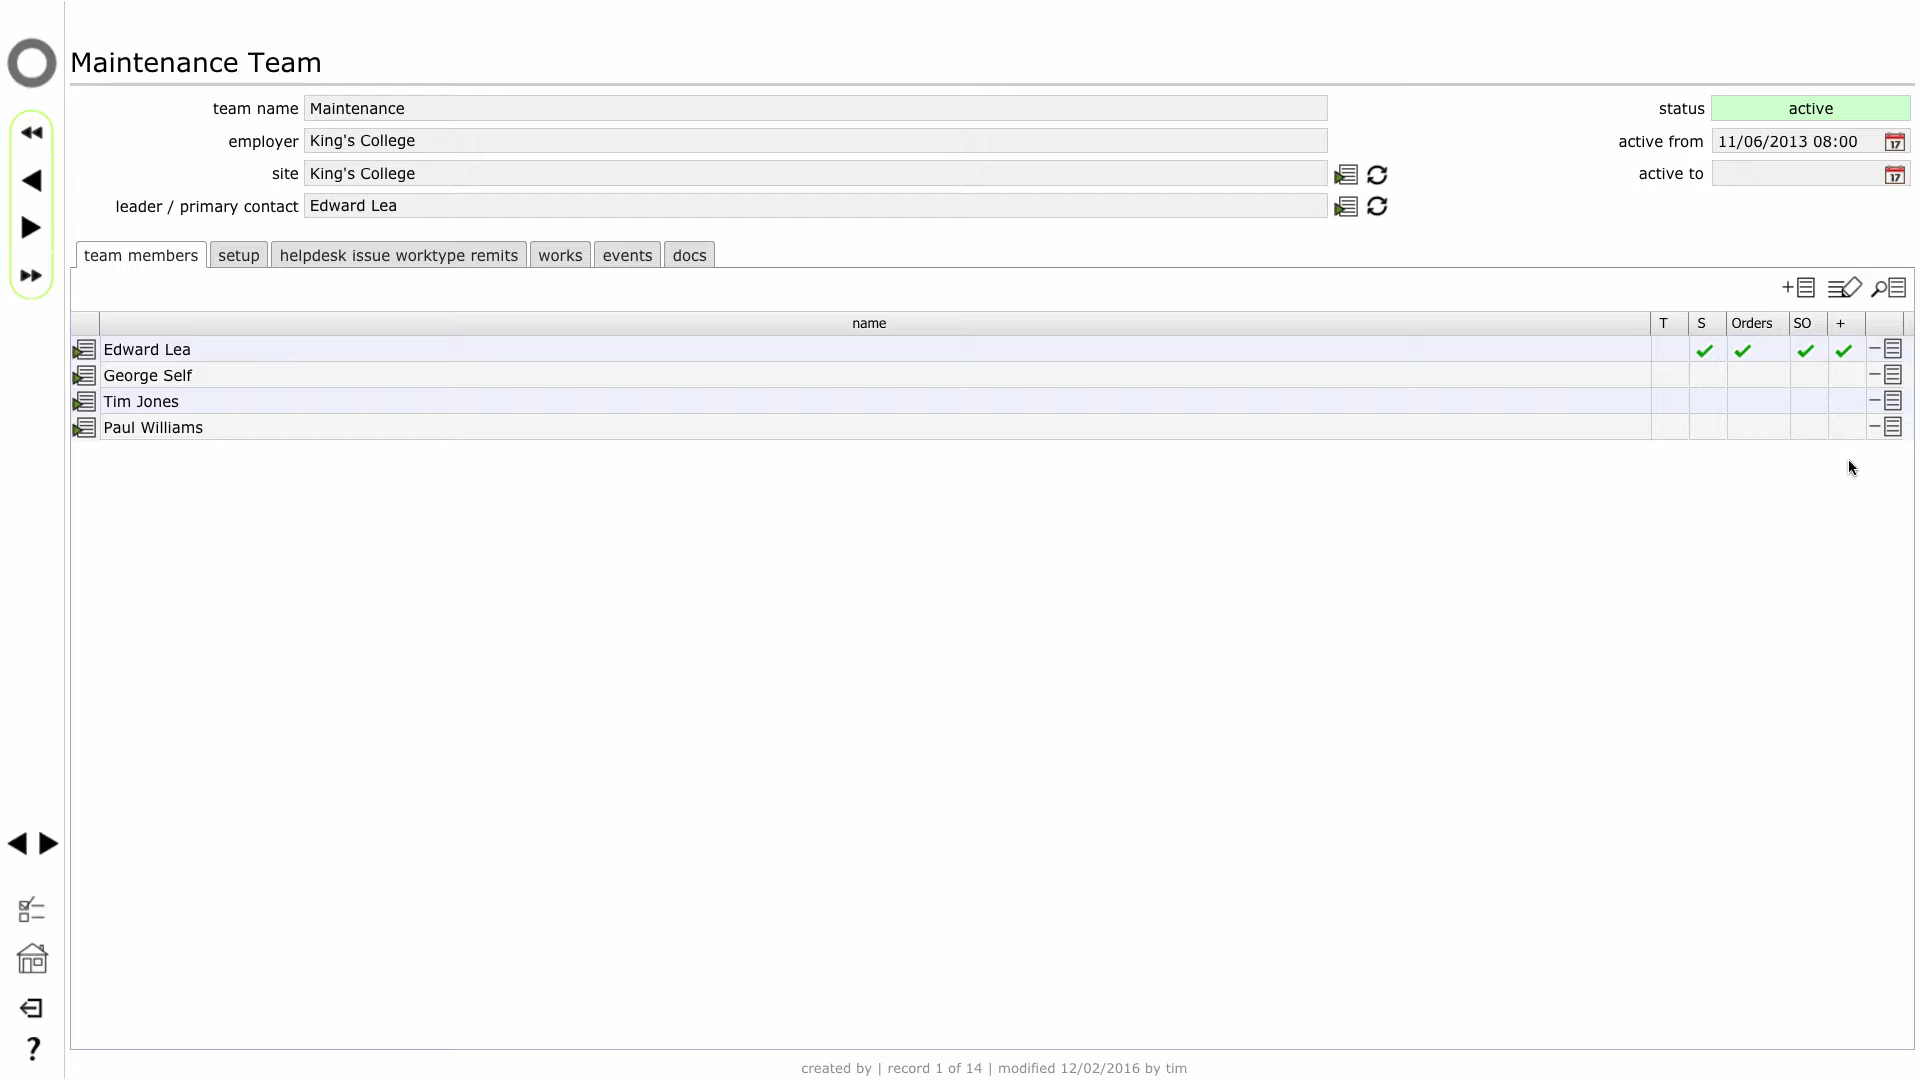 Maintenance Team
team name Maintenance status active
employer King's College active from 11/06/2013 08:00 17
site King's College active to 17
leader / primary contact Edward Lea
team members setup helpdesk issue worktype remits works events docs
name T S Orders SO +
Edward Lea
George Self
Tim Jones
Paul Williams
?
created by | record 1 of 14 | modified 12/02/2016 by tim